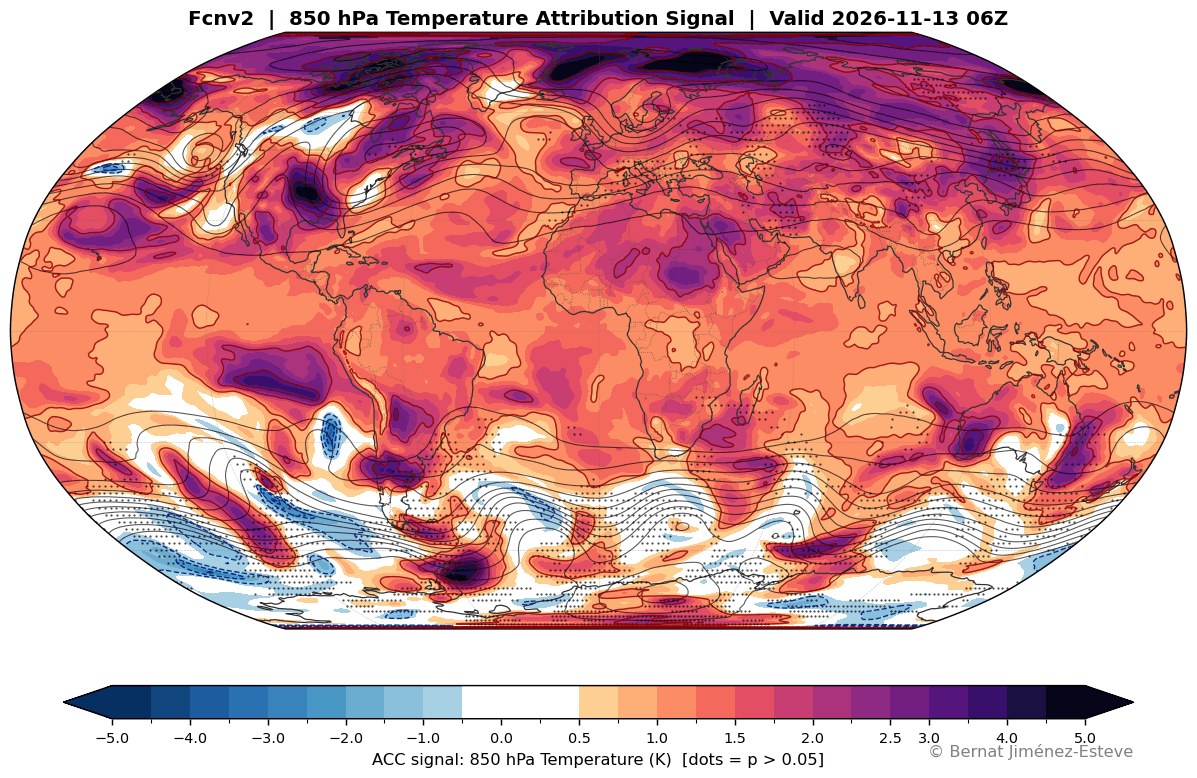 Fcnv2 | 850 hPa Temperature Attribution Signal | Valid 2026-11-13 06Z
−5.0 −4.0 −3.0 −2.0 −1.0 0.0 0.5 1.0 1.5 2.0 2.5 3.0 4.0 5.0
ACC signal: 850 hPa Temperature (K) [dots = p > 0.05]
© Bernat Jiménez-Esteve